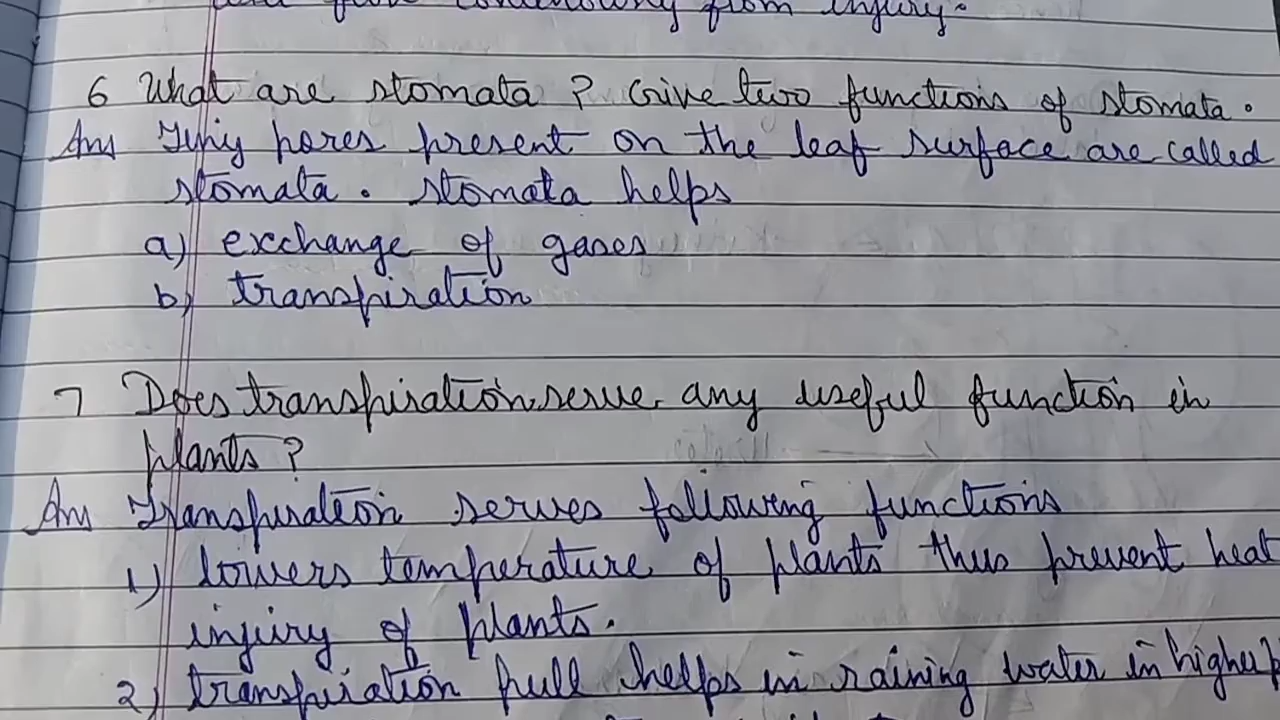 from injury.
6 What are stomata ? Give two functions of stomata.
Ans Tiny pores present on the leaf surface are called
stomata. stomata helps
a) exchange of gases
b) transpiration
7 Does transpiration serve any useful function in
plants ?
Ans Transpiration serves following functions
1) lowers temperature of plants thus prevent heat
injury of plants.
2) transpiration pull helps in raining water in higher